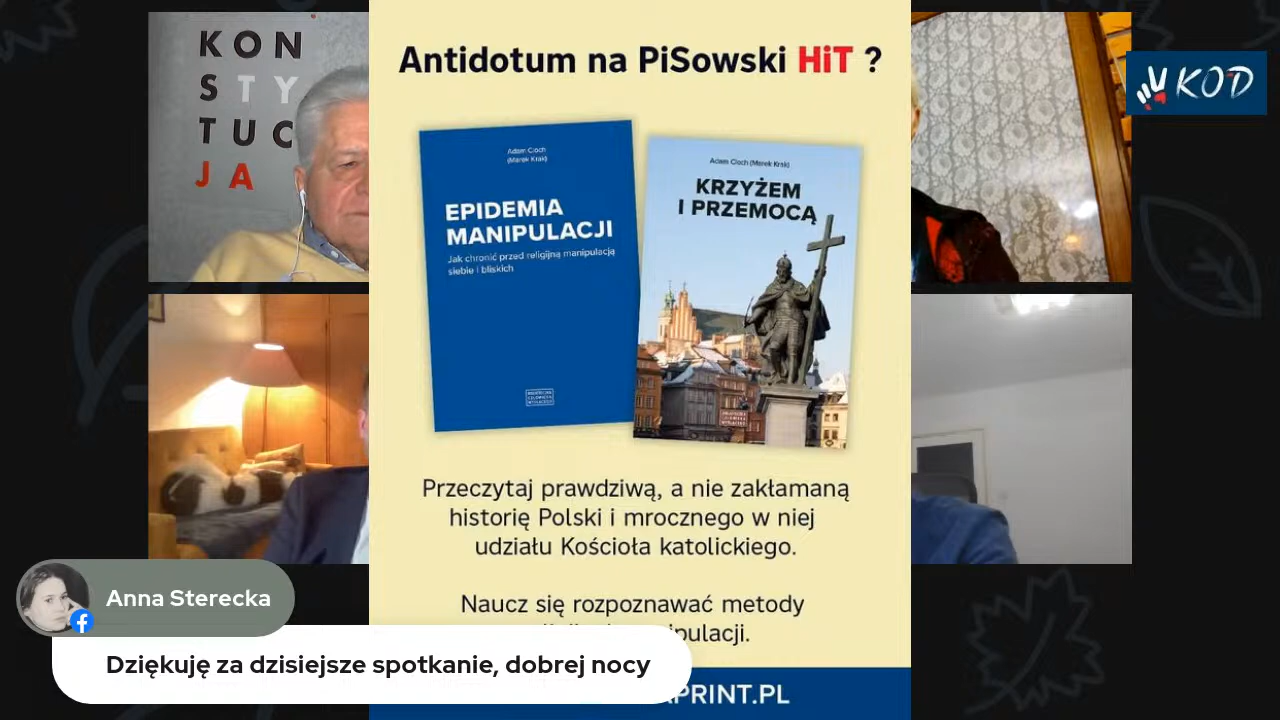 KON
STY
TUC
JA
Antidotum na PiSowski HiT ?
KOD
Adam Cioch
(Marek Krak)
EPIDEMIA
MANIPULACJI
Jak chronić przed religijną manipulacją
siebie i bliskich
Adam Cioch (Marek Krak)
KRZYŻEM
I PRZEMOCĄ
Przeczytaj prawdziwą, a nie zakłamaną
historię Polski i mrocznego w niej
udziału Kościoła katolickiego.
Naucz się rozpoznawać metody
pulacji.
PRINT.PL
Anna Sterecka
Dziękuję za dzisiejsze spotkanie, dobrej nocy